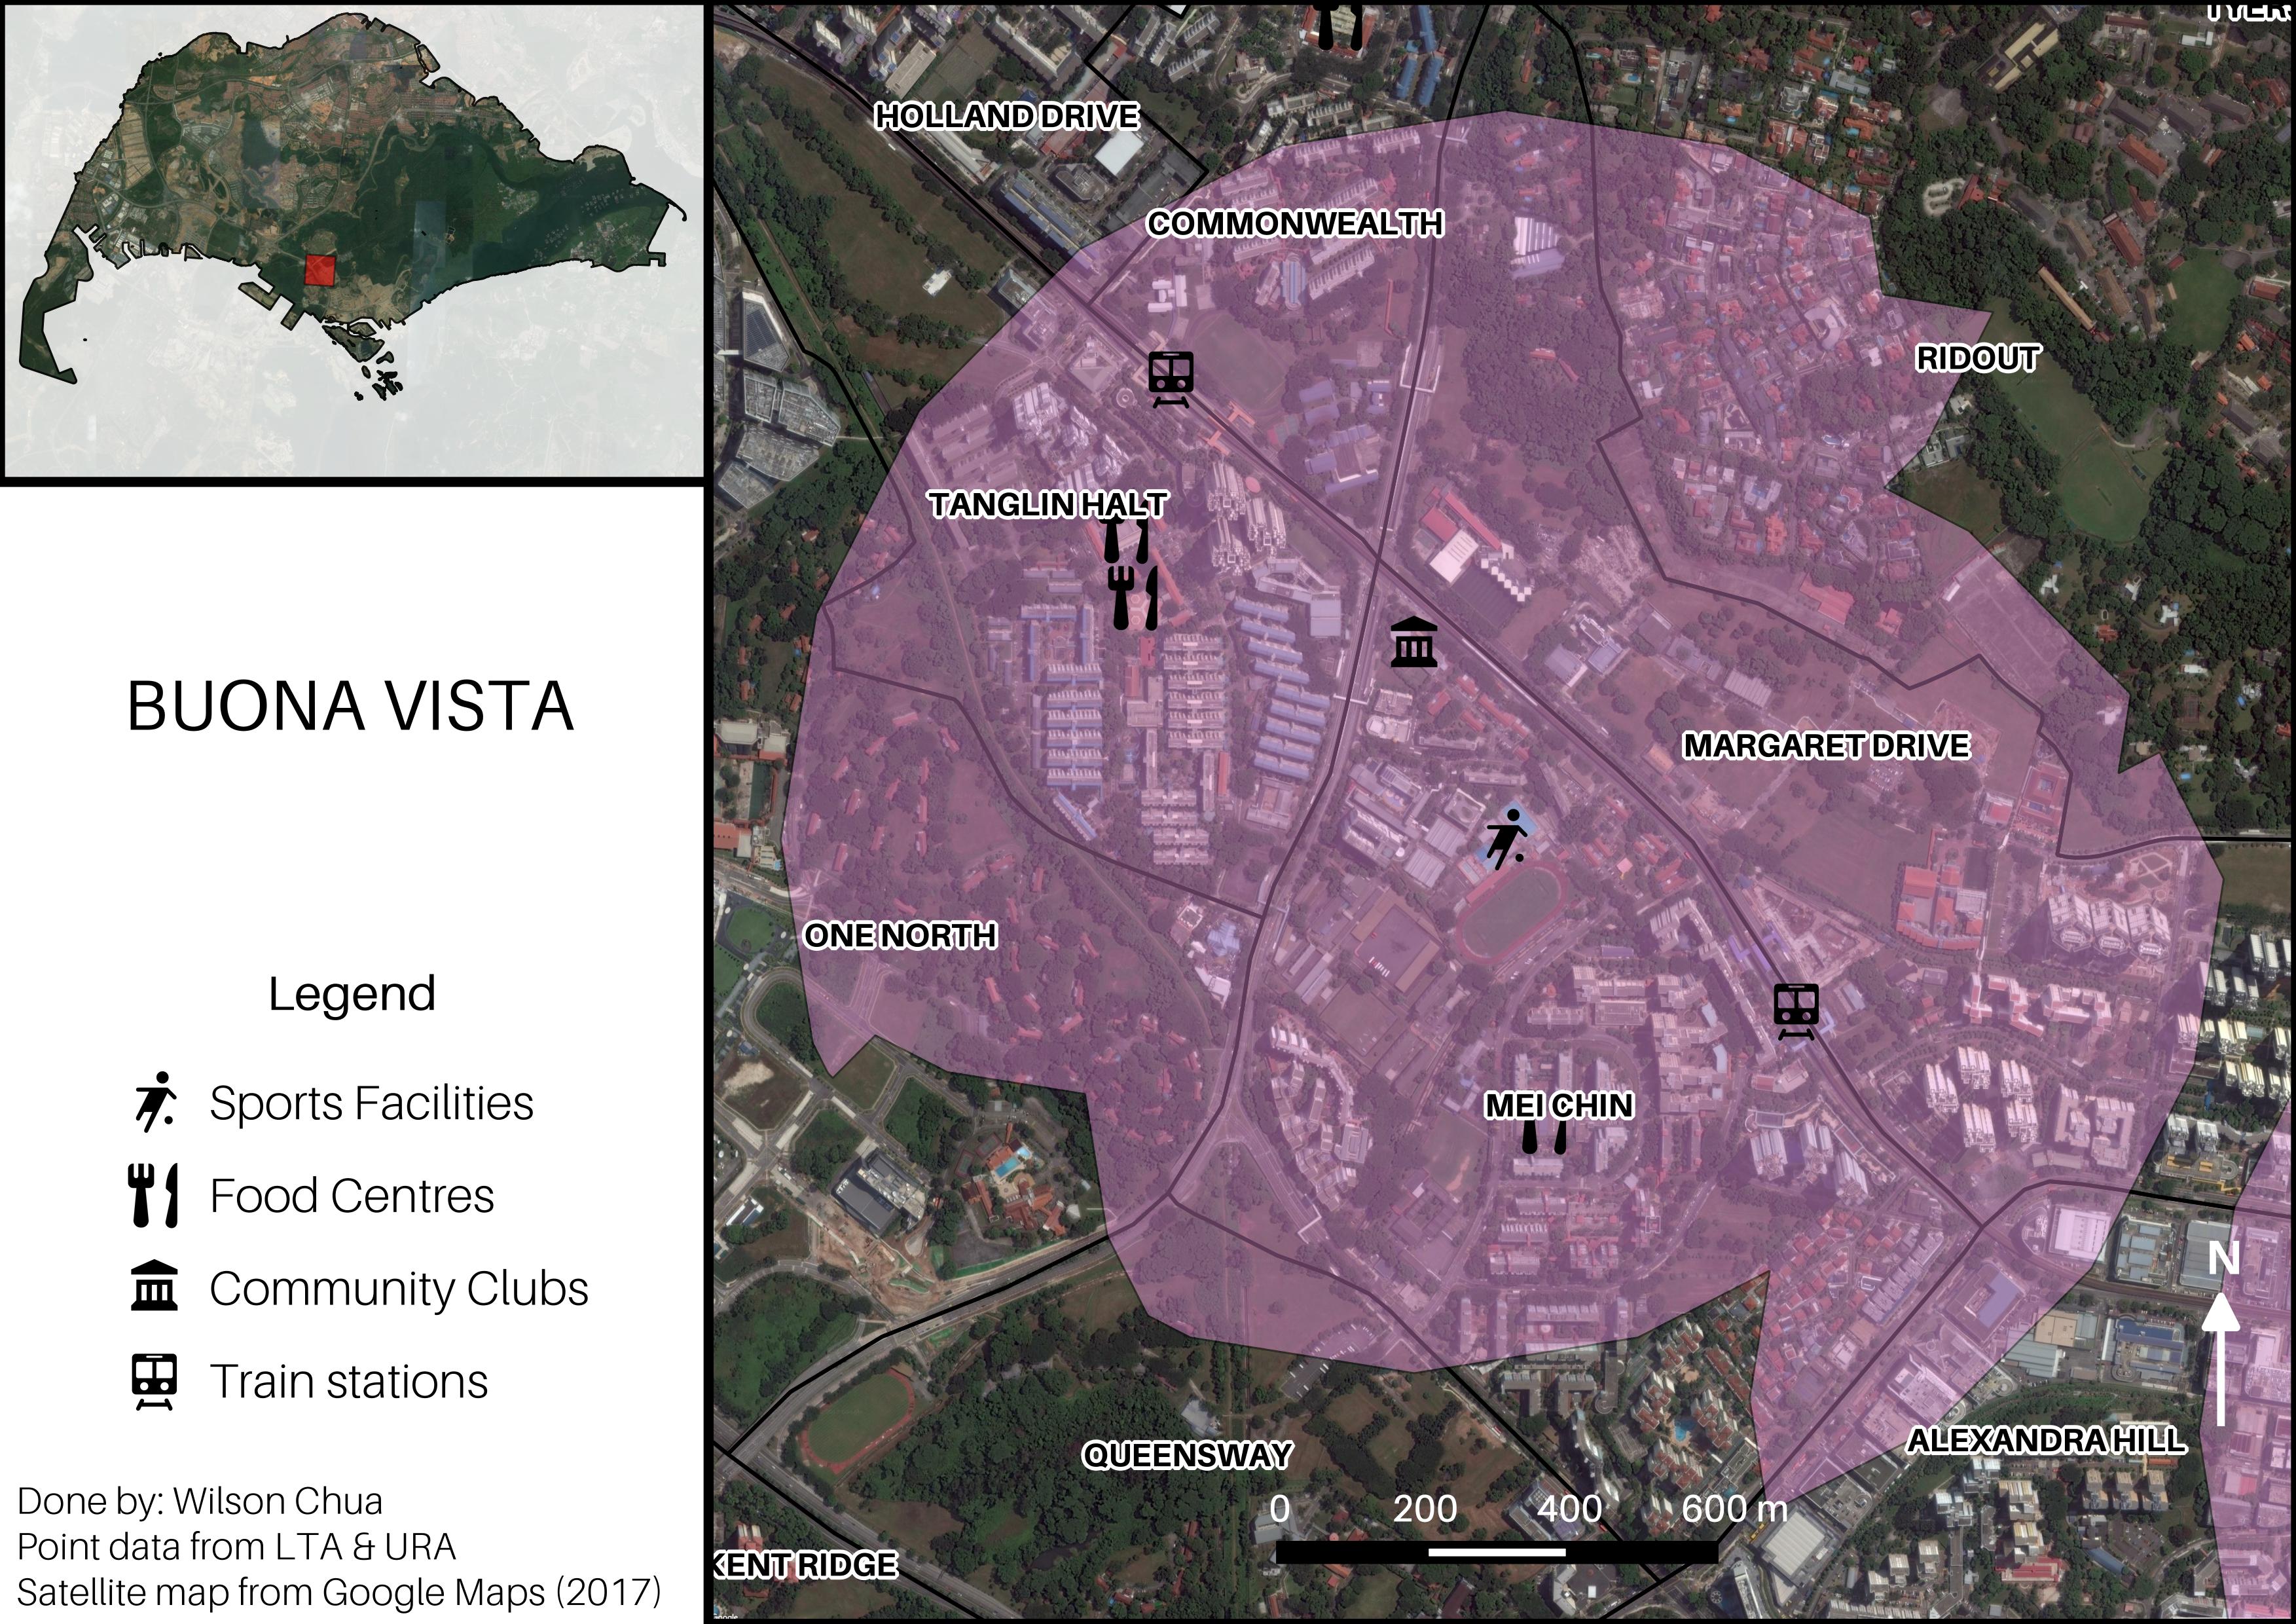 BUONA VISTA
Legend
Sports Facilities
Food Centres
Community Clubs
Train stations
Done by: Wilson Chua
Point data from LTA & URA
Satellite map from Google Maps (2017)
HOLLAND DRIVE
COMMONWEALTH
RIDOUT
TANGLIN HALT
MARGARET DRIVE
ONE NORTH
MEI CHIN
N
ALEXANDRA HILL
QUEENSWAY
0 200 400 600 m
KENT RIDGE